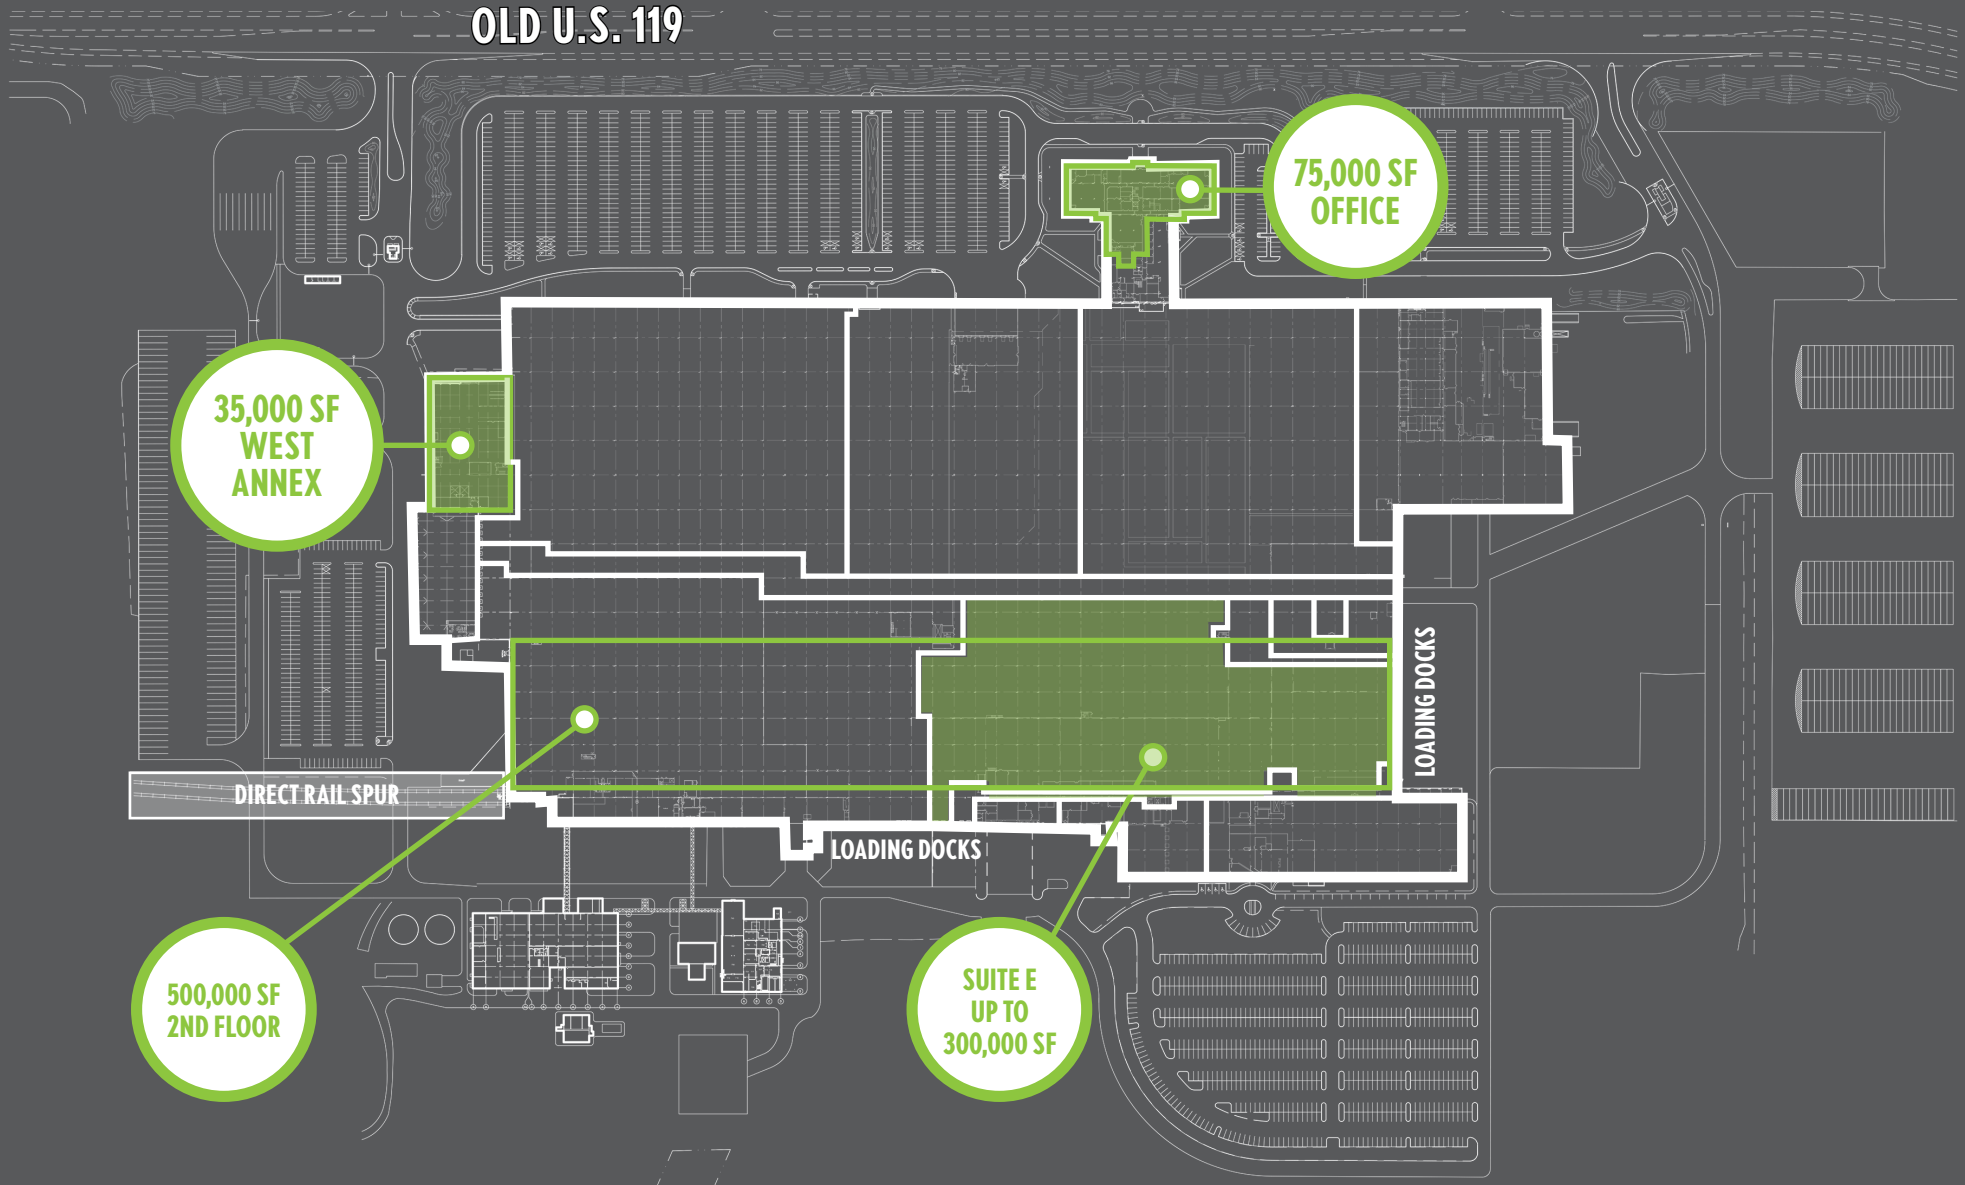 OLD U.S. 119
75,000 SF
OFFICE
35,000 SF
WEST
ANNEX
LOADING DOCKS
DIRECT RAIL SPUR
LOADING DOCKS
500,000 SF
2ND FLOOR
SUITE E
UP TO
300,000 SF